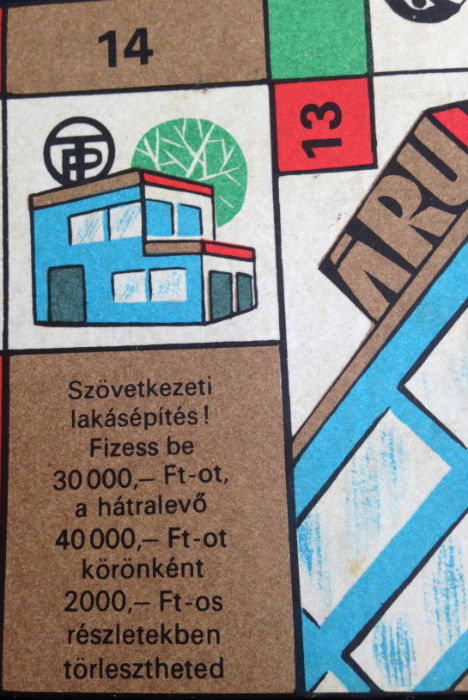 14
OTP
13
ÁRU
Szövetkezeti
lakásépítés!
Fizess be
30 000,– Ft-ot,
a hátralevő
40 000,– Ft-ot
körönként
2000,– Ft-os
részletekben
törlesztheted